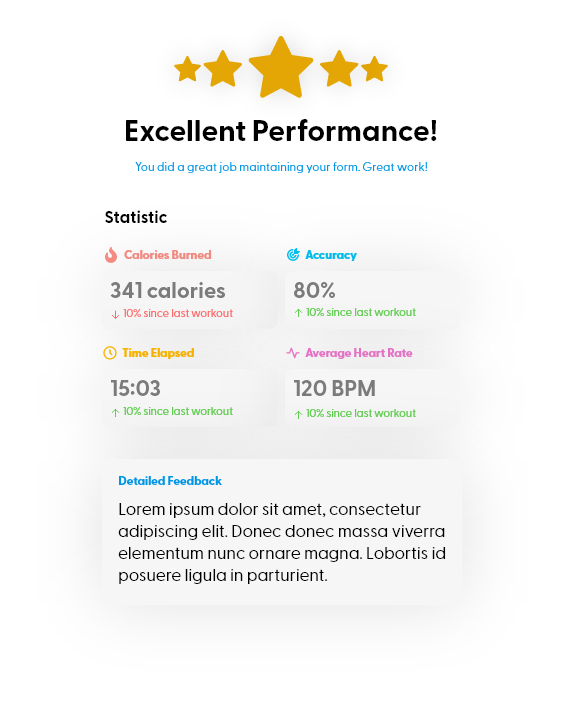 Excellent Performance!
You did a great job maintaining your form. Great work!
Statistic
Calories Burned
341 calories
↓ 10% since last workout
Accuracy
80%
↑ 10% since last workout
Time Elapsed
15:03
↑ 10% since last workout
Average Heart Rate
120 BPM
↑ 10% since last workout
Detailed Feedback
Lorem ipsum dolor sit amet, consectetur
adipiscing elit. Donec donec massa viverra
elementum nunc ornare magna. Lobortis id
posuere ligula in parturient.